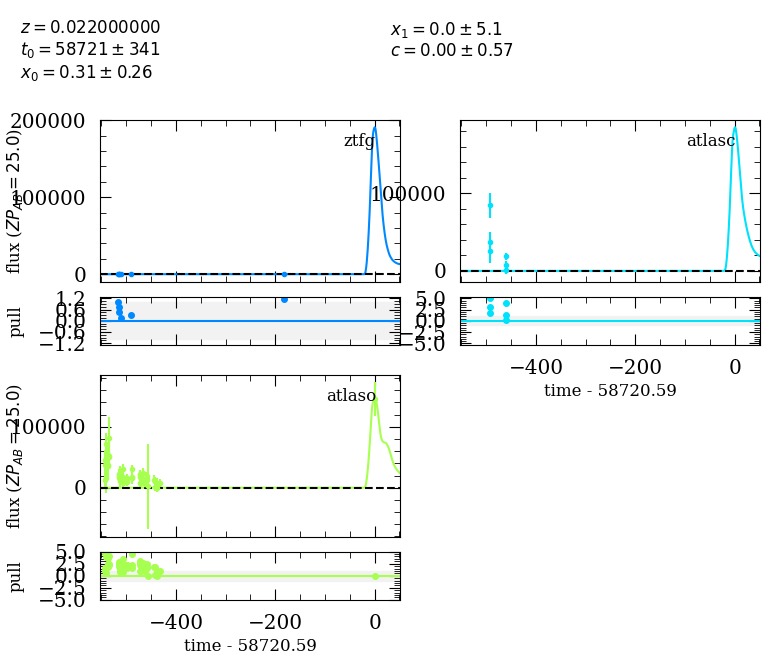 z = 0.022000000
t₀ = 58721 ± 341
x₀ = 0.31 ± 0.26
x₁ = 0.0 ± 5.1
c = 0.00 ± 0.57
200000
100000
0
flux (ZP_AB = 25.0)
ztfg
100000
0
atlasc
1.2
0.6
0.0
−0.6
−1.2
pull
5.0
2.5
0.0
−2.5
−5.0
−400
−200
0
time - 58720.59
100000
0
flux (ZP_AB = 25.0)
atlaso
5.0
2.5
0.0
−2.5
−5.0
pull
−400
−200
0
time - 58720.59